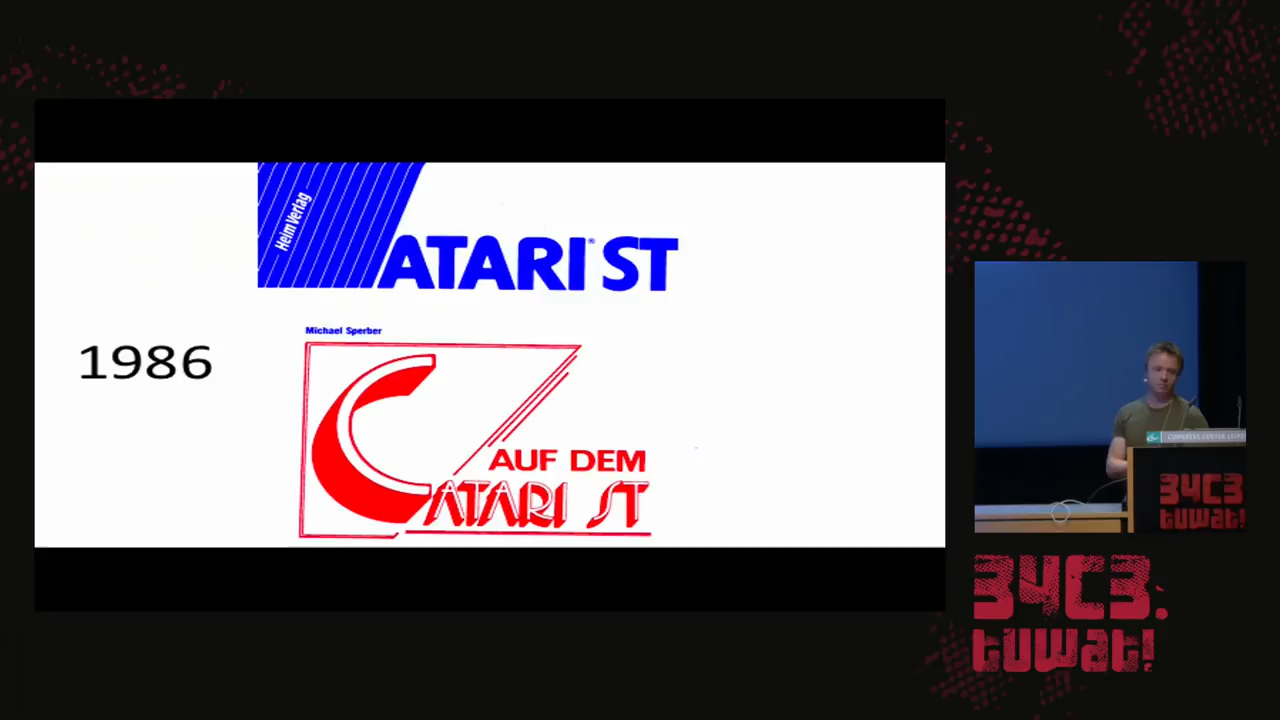 Heim Verlag
ATARI® ST
Michael Sperber
1986
C
AUF DEM
ATARI ST
34C3
tuwat!
34C3.
tuwat!